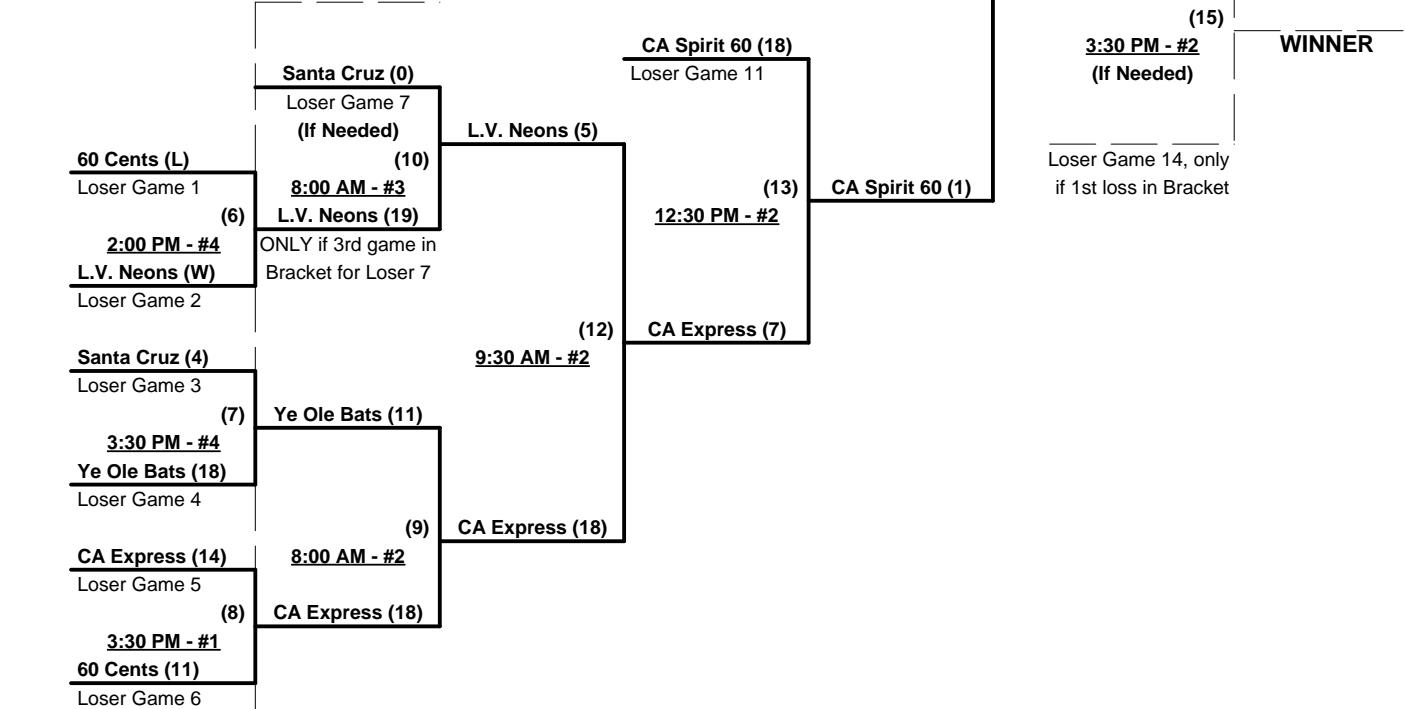 (15)
3:30 PM - #2
(If Needed)
WINNER
Loser Game 14, only
if 1st loss in Bracket
CA Spirit 60 (18)
Loser Game 11
(13)
12:30 PM - #2
CA Spirit 60 (1)
Santa Cruz (0)
Loser Game 7
(If Needed)
(10)
8:00 AM - #3
L.V. Neons (19)
ONLY if 3rd game in
Bracket for Loser 7
L.V. Neons (5)
60 Cents (L)
Loser Game 1
(6)
2:00 PM - #4
L.V. Neons (W)
Loser Game 2
(12)
9:30 AM - #2
CA Express (7)
Santa Cruz (4)
Loser Game 3
(7)
3:30 PM - #4
Ye Ole Bats (18)
Loser Game 4
Ye Ole Bats (11)
(9)
8:00 AM - #2
CA Express (18)
CA Express (14)
Loser Game 5
(8)
3:30 PM - #1
60 Cents (11)
Loser Game 6
CA Express (18)